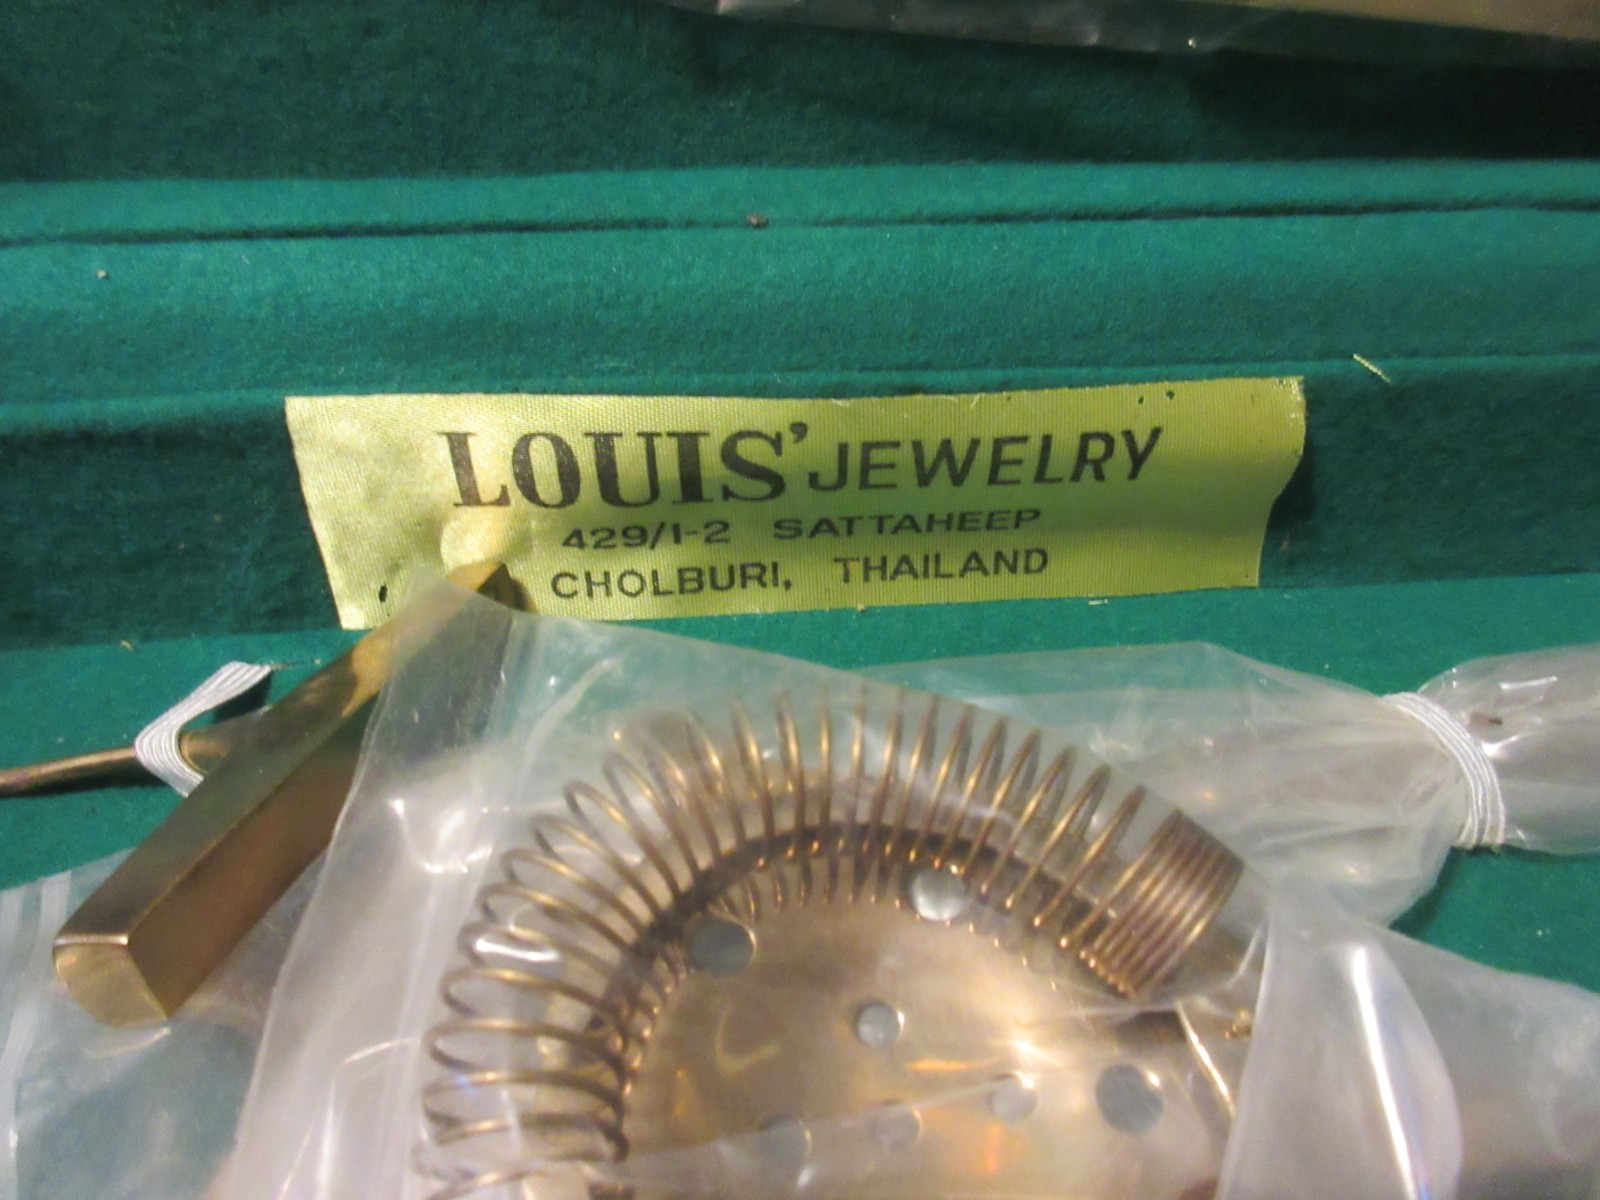 LOUIS' JEWELRY
429/1-2 SATTAHEEP
CHOLBURI, THAILAND